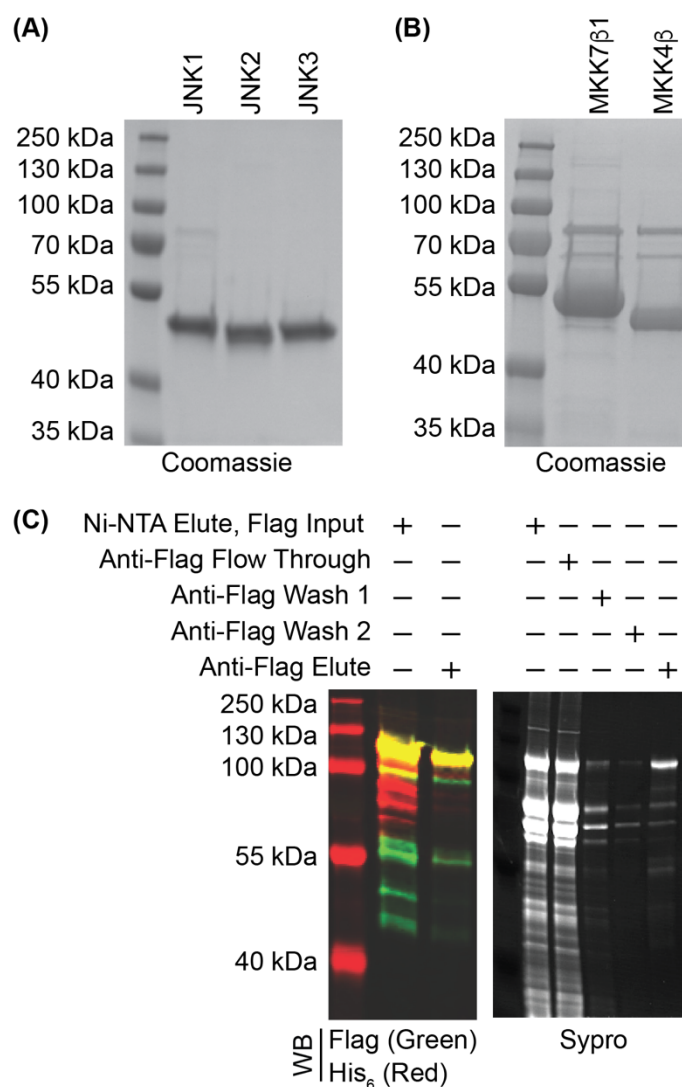 (A)
JNK1
JNK2
JNK3
250 kDa
130 kDa
100 kDa
70 kDa
55 kDa
40 kDa
35 kDa
Coomassie
(B)
MKK7β1
MKK4β
250 kDa
130 kDa
100 kDa
70 kDa
55 kDa
40 kDa
35 kDa
Coomassie
(C)
Ni-NTA Elute, Flag Input + − + − − − −
Anti-Flag Flow Through − − − + − − −
Anti-Flag Wash 1 − − − − + − −
Anti-Flag Wash 2 − − − − − + −
Anti-Flag Elute − + − − − − +
250 kDa
130 kDa
100 kDa
55 kDa
40 kDa
WB
Flag (Green)
His₆ (Red)
Sypro